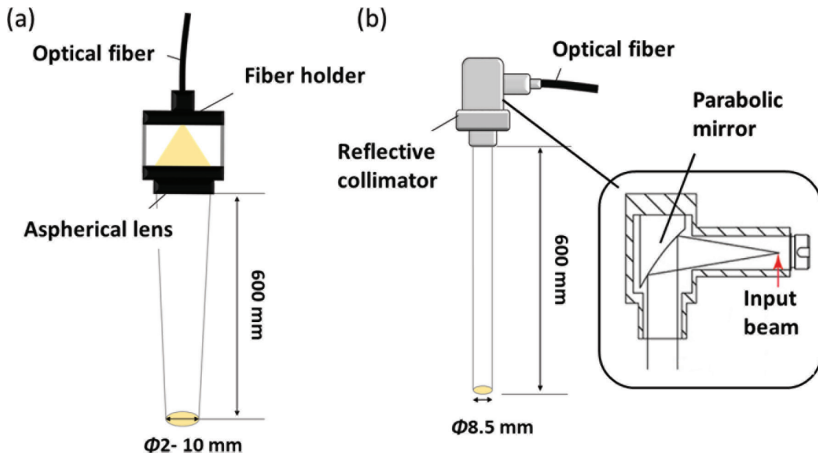 (a)
Optical fiber
Fiber holder
Aspherical lens
600 mm
Φ2- 10 mm
(b)
Optical fiber
Reflective
collimator
600 mm
Φ8.5 mm
Parabolic
mirror
Input
beam